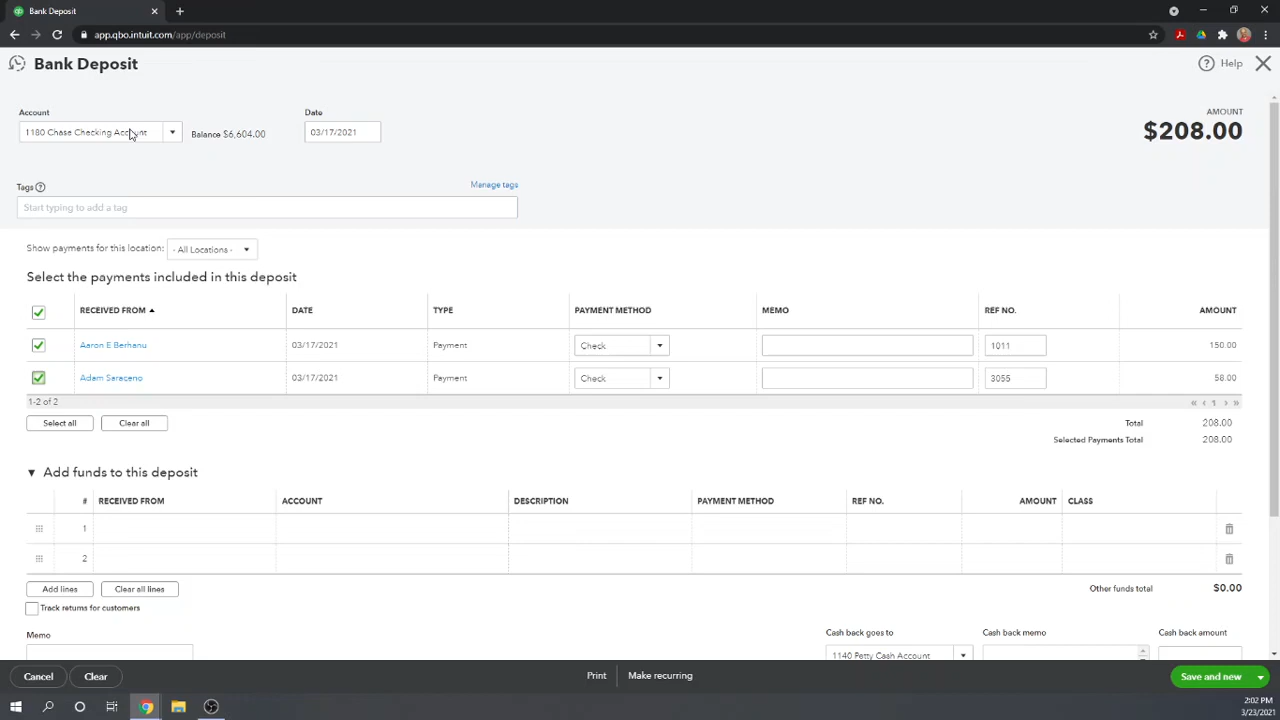 Bank Deposit
app.qbo.intuit.com/app/deposit
Bank Deposit
Help
Account
Date
AMOUNT
1180 Chase Checking Account
Balance $6,604.00
03/17/2021
$208.00
Tags
Manage tags
Start typing to add a tag
Show payments for this location:
- All Locations -
Select the payments included in this deposit
RECEIVED FROM
DATE
TYPE
PAYMENT METHOD
MEMO
REF NO.
AMOUNT
Aaron E Berhanu
03/17/2021
Payment
Check
1011
150.00
Adam Saraceno
03/17/2021
Payment
Check
3055
58.00
1-2 of 2
« ‹ 1 › »
Select all
Clear all
Total
208.00
Selected Payments Total
208.00
Add funds to this deposit
#
RECEIVED FROM
ACCOUNT
DESCRIPTION
PAYMENT METHOD
REF NO.
AMOUNT
CLASS
1
2
Add lines
Clear all lines
Other funds total
$0.00
Track returns for customers
Memo
Cash back goes to
Cash back memo
Cash back amount
1140 Petty Cash Account
Cancel
Clear
Print
Make recurring
Save and new
2:02 PM
3/23/2021